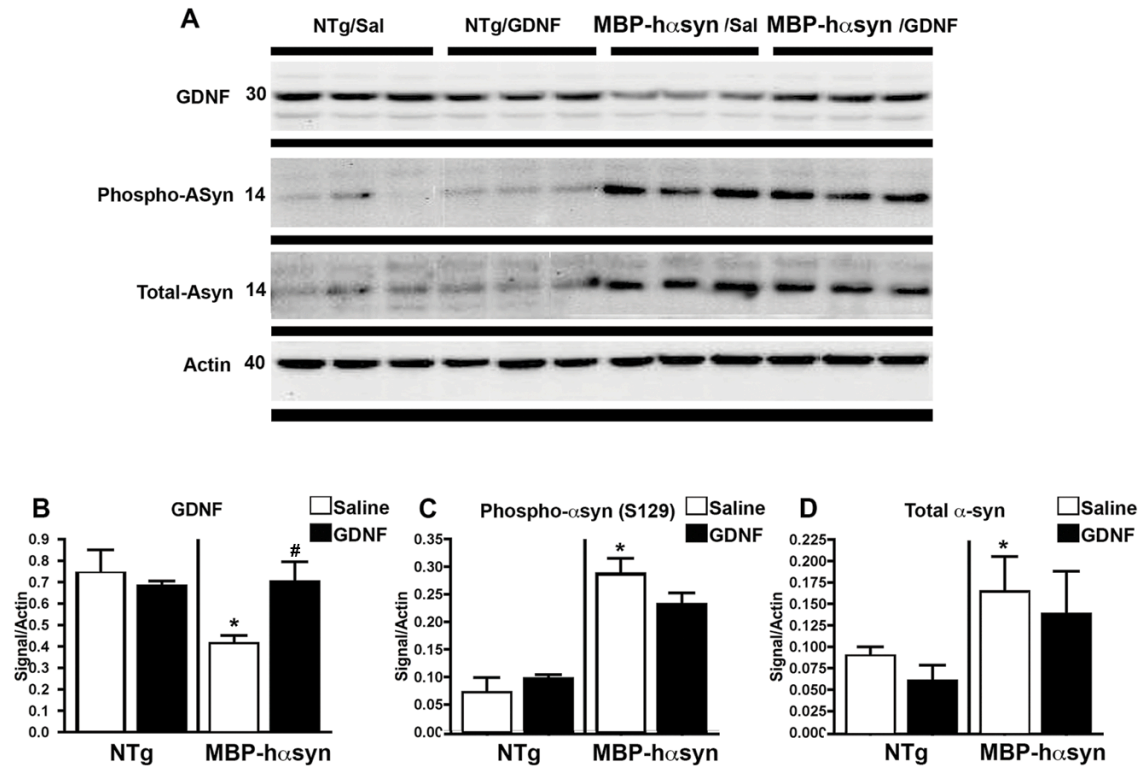 A
NTg/Sal NTg/GDNF MBP-hαsyn /Sal MBP-hαsyn /GDNF
GDNF 30
Phospho-ASyn 14
Total-Asyn 14
Actin 40
B GDNF Saline GDNF
Signal/Actin
0.9
0.8
0.7
0.6
0.5
0.4
0.3
0.2
0.1
0.0
* #
NTg MBP-hαsyn
C Phospho-αsyn (S129) Saline GDNF
Signal/Actin
0.35
0.30
0.25
0.20
0.15
0.10
0.05
0.00
*
NTg MBP-hαsyn
D Total α-syn Saline GDNF
Signal/Actin
0.225
0.200
0.175
0.150
0.125
0.100
0.075
0.050
0.025
0.000
*
NTg MBP-hαsyn